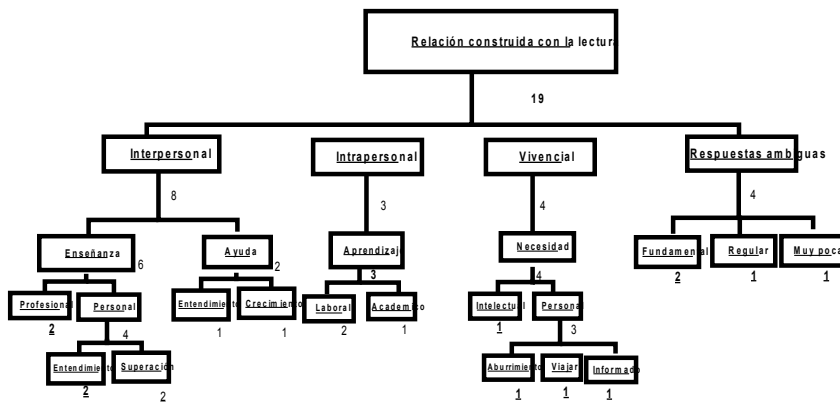 Relación construida con la lectura
19
Interpersonal
Intrapersonal
Vivencial
Respuestas ambiguas
8
3
4
4
Enseñanza
6
Ayuda
2
Aprendizaje
3
Necesidad
4
Fundamental
2
Regular
1
Muy poca
1
Profesional
2
Personal
4
Entendimiento
1
Crecimiento
1
Laboral
2
Academico
1
Intelectual
1
Personal
3
Entendimiento
2
Superación
2
Aburrimiento
1
Viajar
1
Informado
1